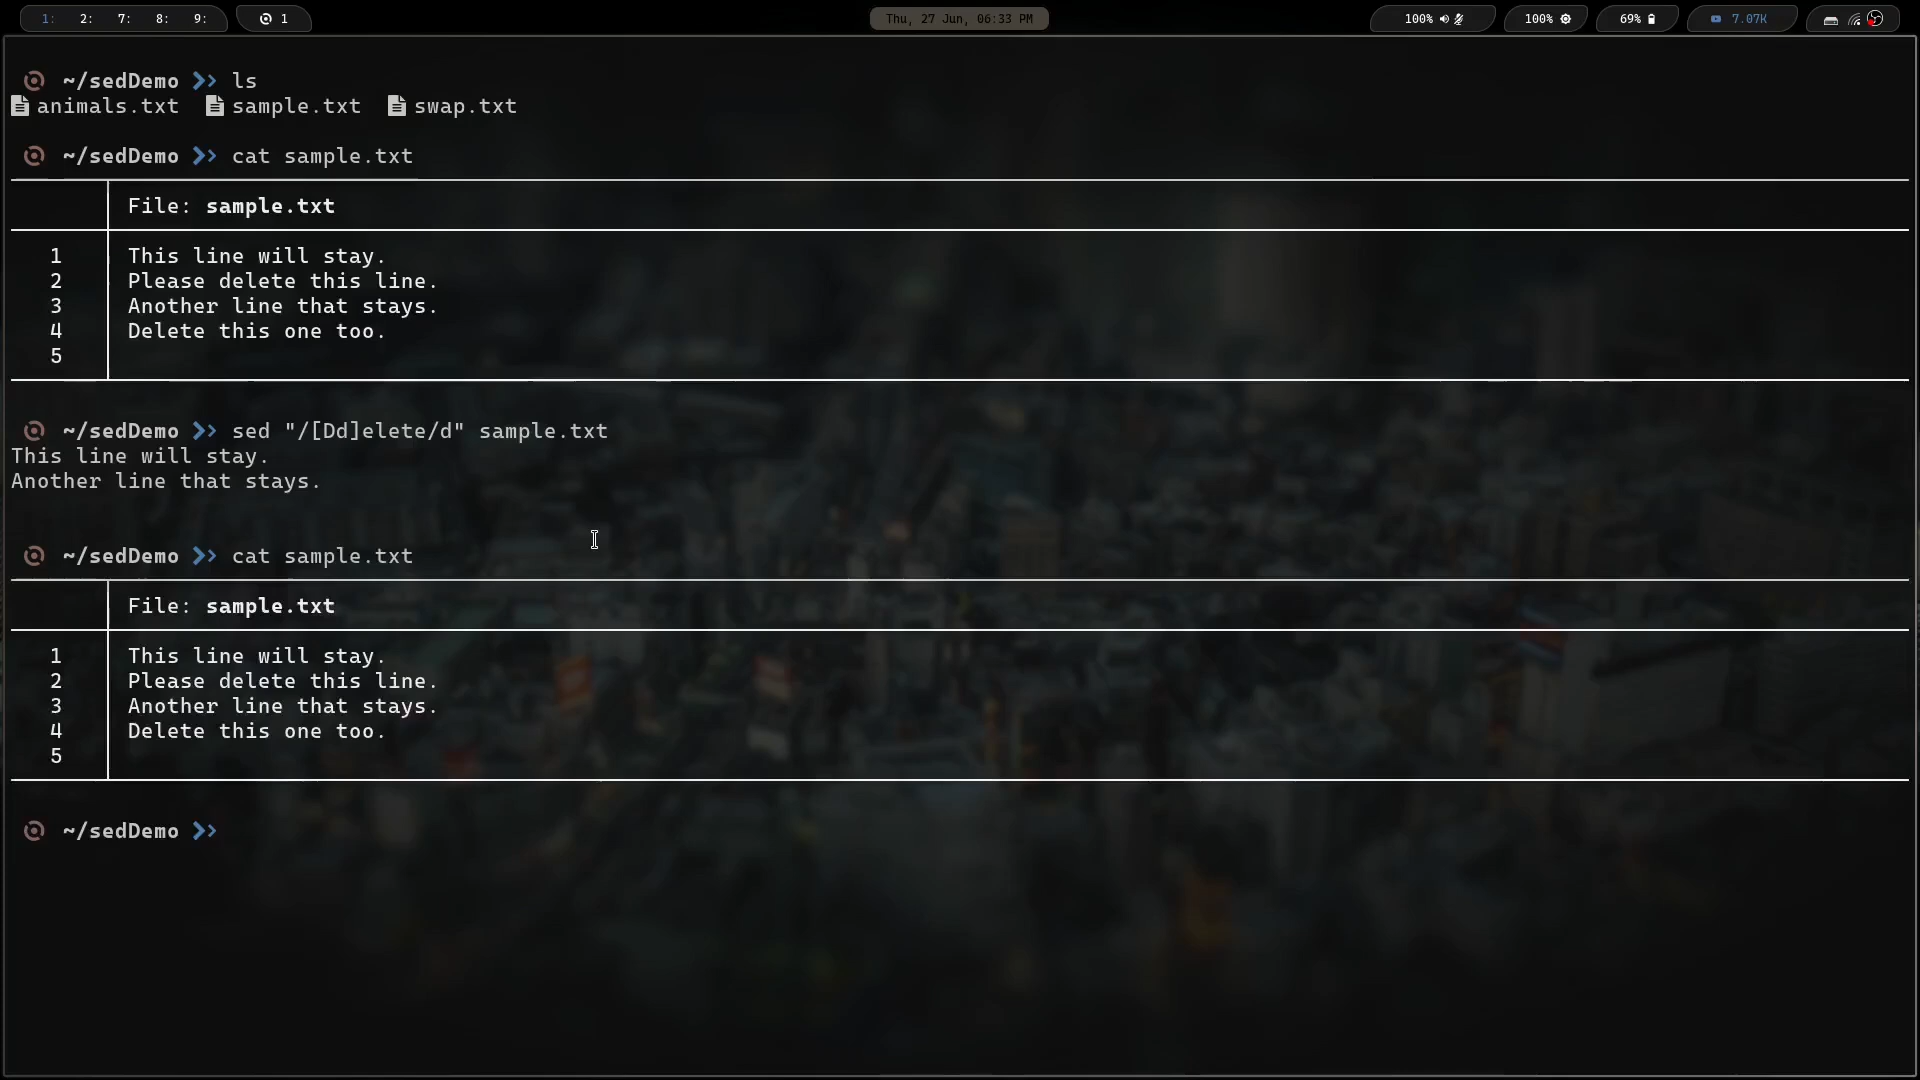 1: 2: 7: 8: 9: 1 Thu, 27 Jun, 06:33 PM 100% 100% 69% 7.07K
~/sedDemo ls
animals.txt sample.txt swap.txt
~/sedDemo cat sample.txt
File: sample.txt
1 This line will stay.
2 Please delete this line.
3 Another line that stays.
4 Delete this one too.
5
~/sedDemo sed "/[Dd]elete/d" sample.txt
This line will stay.
Another line that stays.
~/sedDemo cat sample.txt
File: sample.txt
1 This line will stay.
2 Please delete this line.
3 Another line that stays.
4 Delete this one too.
5
~/sedDemo